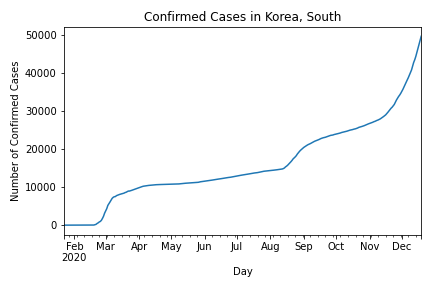 Confirmed Cases in Korea, South
Number of Confirmed Cases
50000
40000
30000
20000
10000
0
Feb Mar Apr May Jun Jul Aug Sep Oct Nov Dec
2020
Day